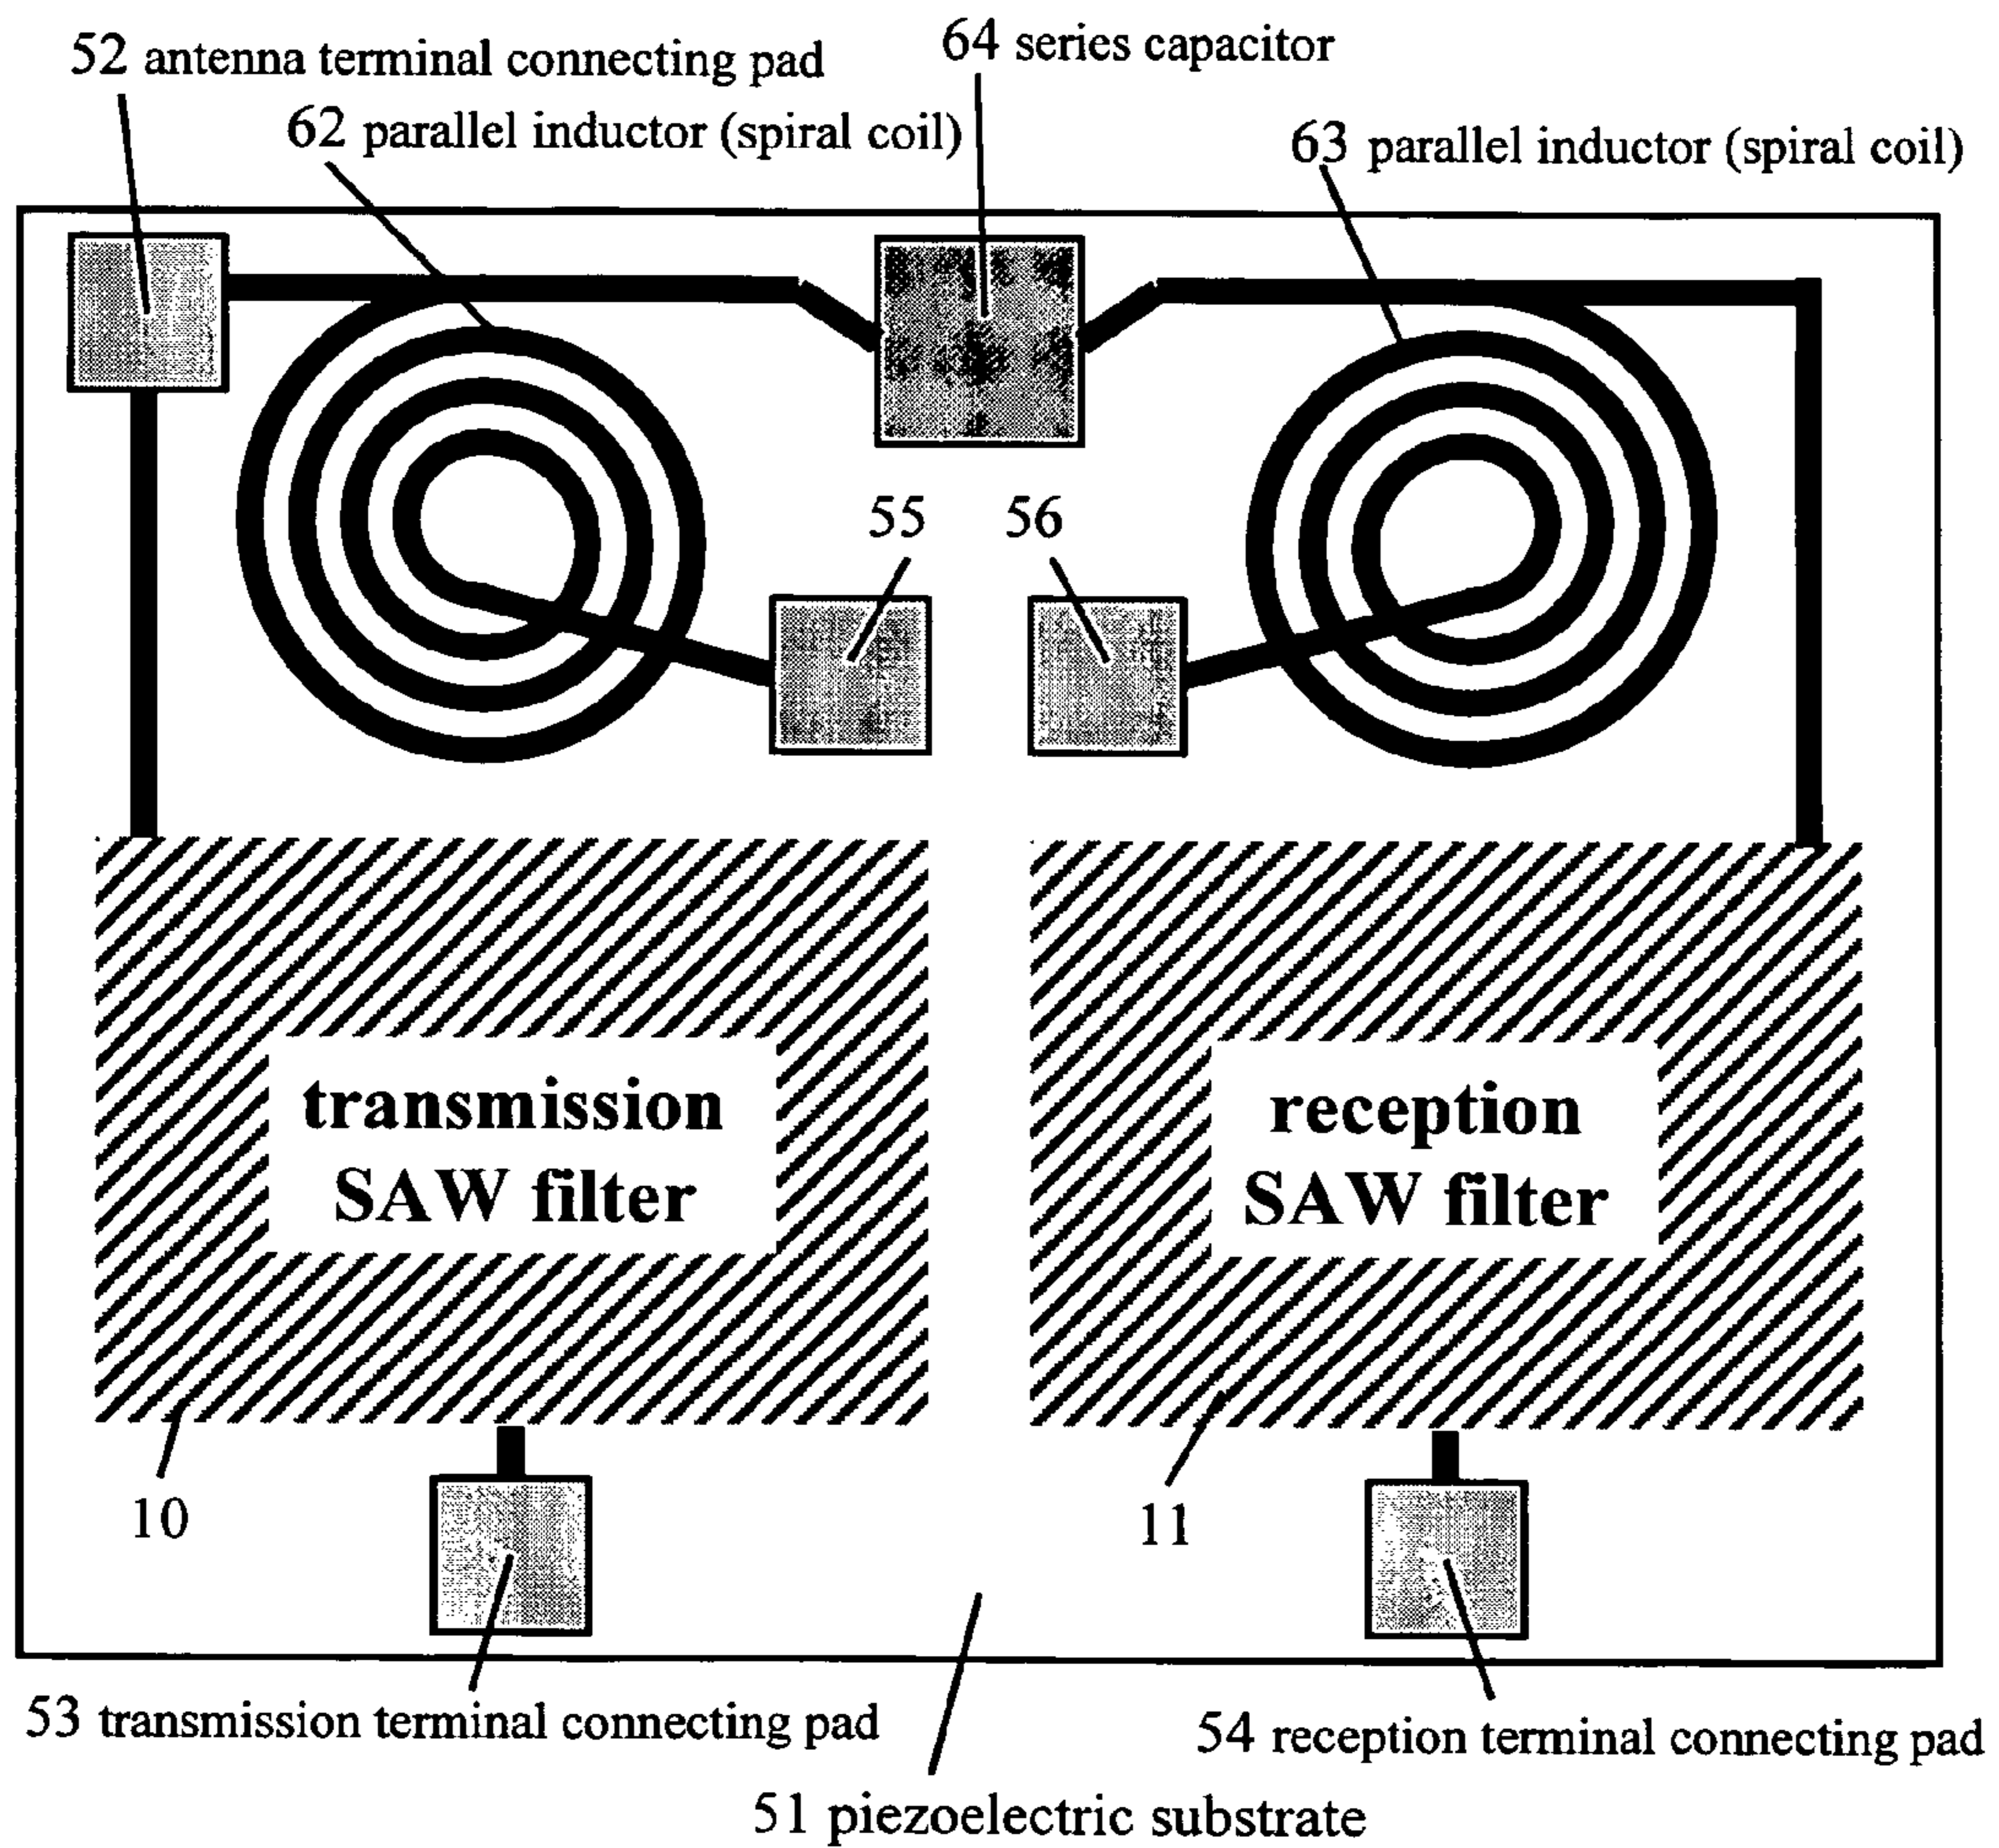 52 antenna terminal connecting pad
64 series capacitor
62 parallel inductor (spiral coil)
63 parallel inductor (spiral coil)
55
56
transmission
SAW filter
reception
SAW filter
10
11
53 transmission terminal connecting pad
54 reception terminal connecting pad
51 piezoelectric substrate